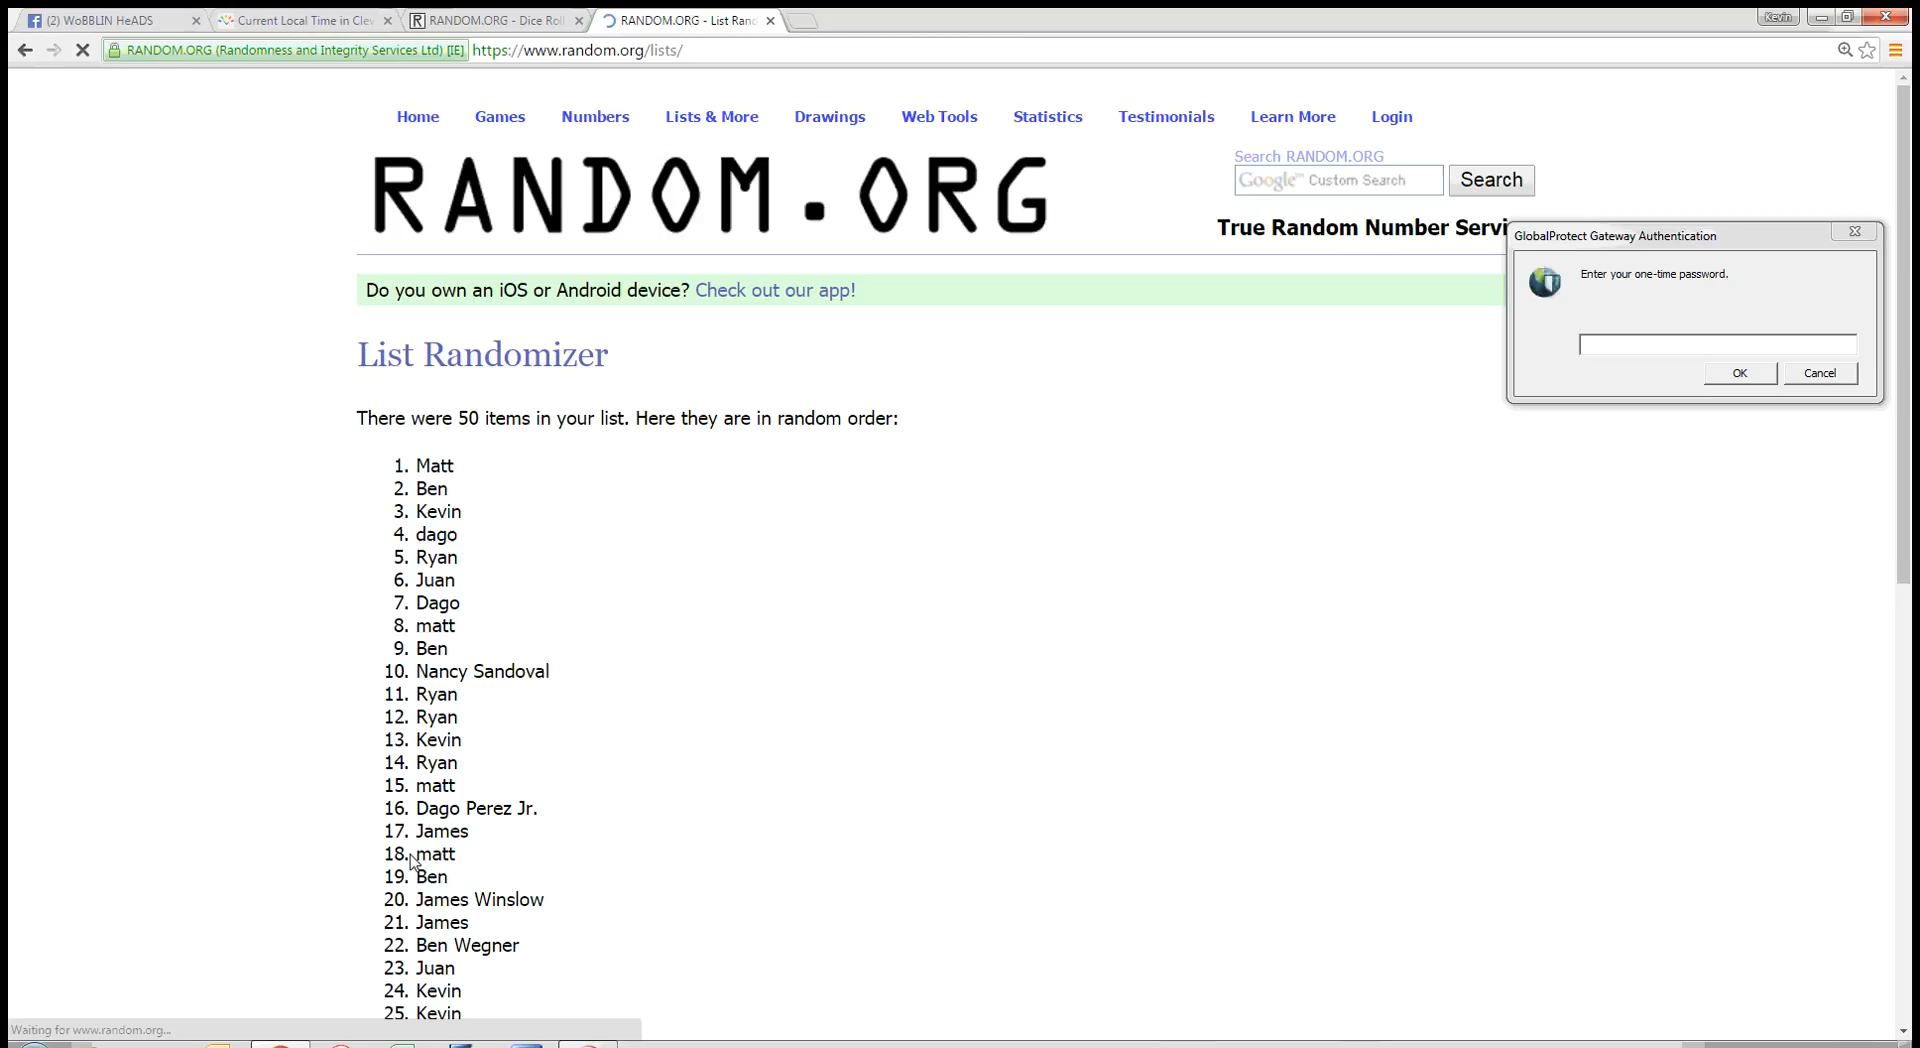 (2) WoBBLIN HeADS
Current Local Time in Clev
RANDOM.ORG - Dice Roll
RANDOM.ORG - List Ran
Kevin
RANDOM.ORG (Randomness and Integrity Services Ltd) [IE] https://www.random.org/lists/
Home Games Numbers Lists & More Drawings Web Tools Statistics Testimonials Learn More Login
RANDOM.ORG
Search RANDOM.ORG
Google™ Custom Search Search
True Random Number Servi
GlobalProtect Gateway Authentication
Enter your one-time password.
OK Cancel
Do you own an iOS or Android device? Check out our app!
List Randomizer
There were 50 items in your list. Here they are in random order:
1. Matt
2. Ben
3. Kevin
4. dago
5. Ryan
6. Juan
7. Dago
8. matt
9. Ben
10. Nancy Sandoval
11. Ryan
12. Ryan
13. Kevin
14. Ryan
15. matt
16. Dago Perez Jr.
17. James
18. matt
19. Ben
20. James Winslow
21. James
22. Ben Wegner
23. Juan
24. Kevin
25. Kevin
Waiting for www.random.org...